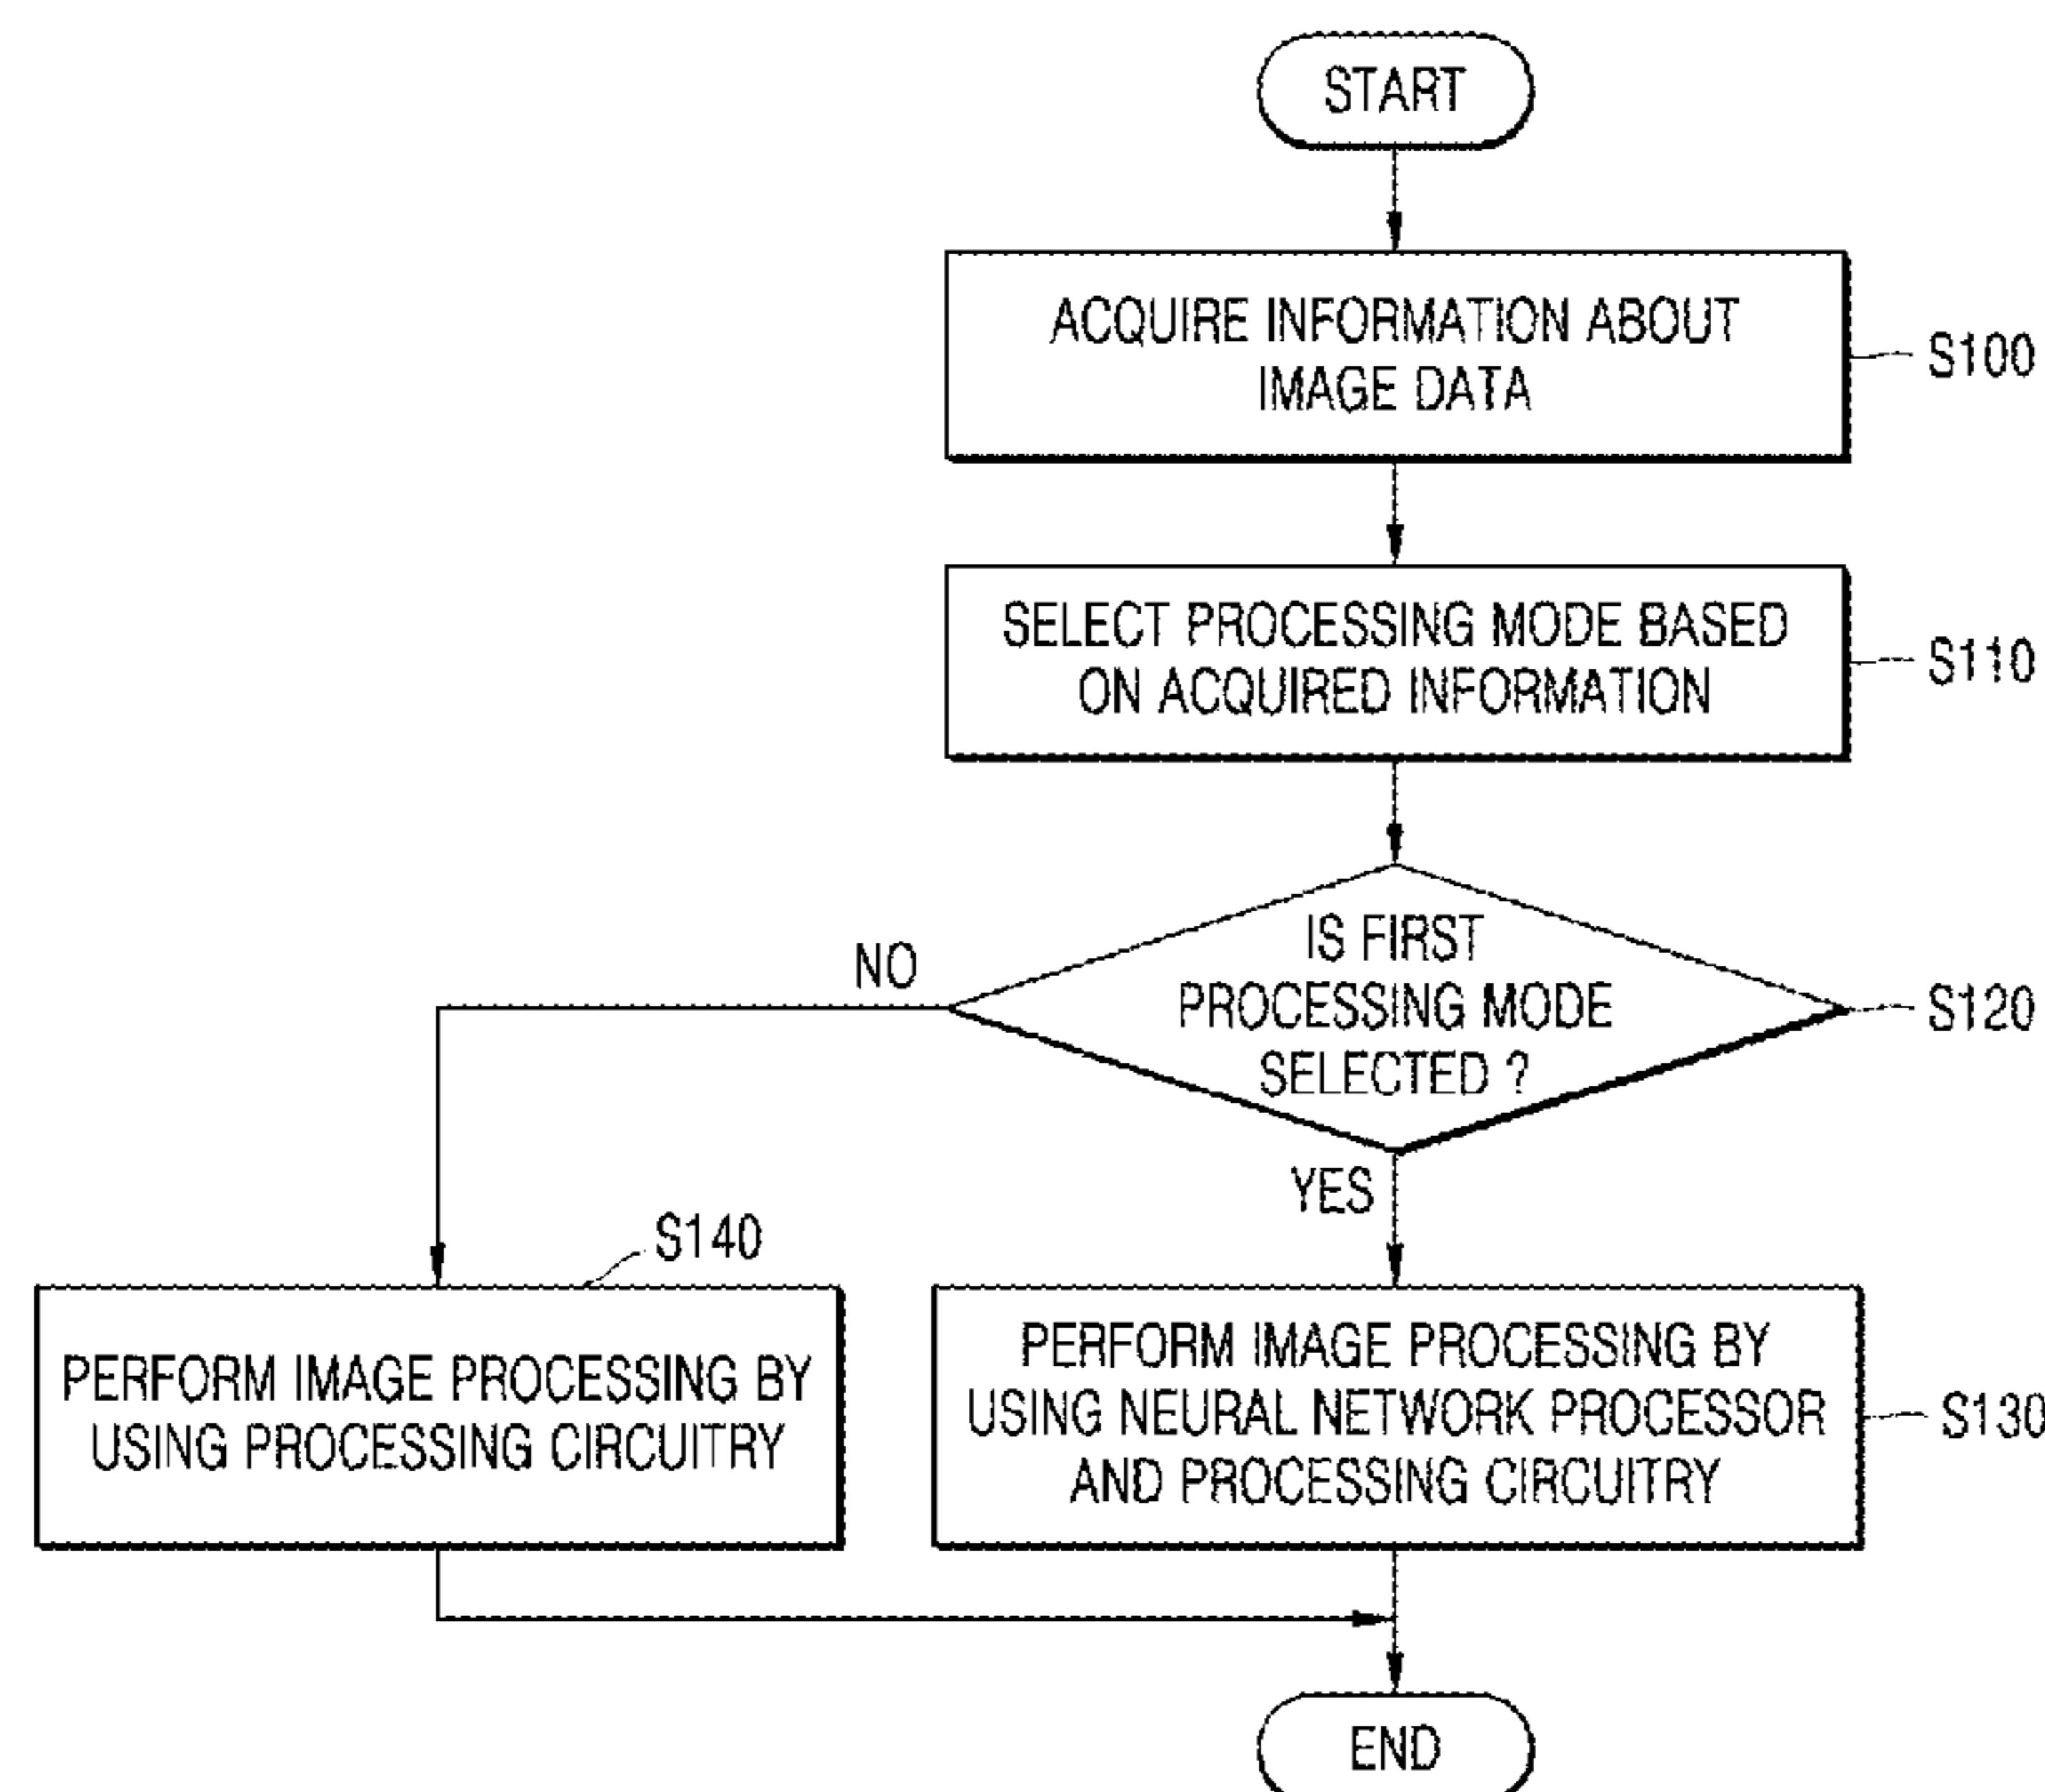 START
ACQUIRE INFORMATION ABOUT
IMAGE DATA
S100
SELECT PROCESSING MODE BASED
ON ACQUIRED INFORMATION
S110
IS FIRST
PROCESSING MODE
SELECTED ?
S120
NO
YES
S140
PERFORM IMAGE PROCESSING BY
USING PROCESSING CIRCUITRY
PERFORM IMAGE PROCESSING BY
USING NEURAL NETWORK PROCESSOR
AND PROCESSING CIRCUITRY
S130
END